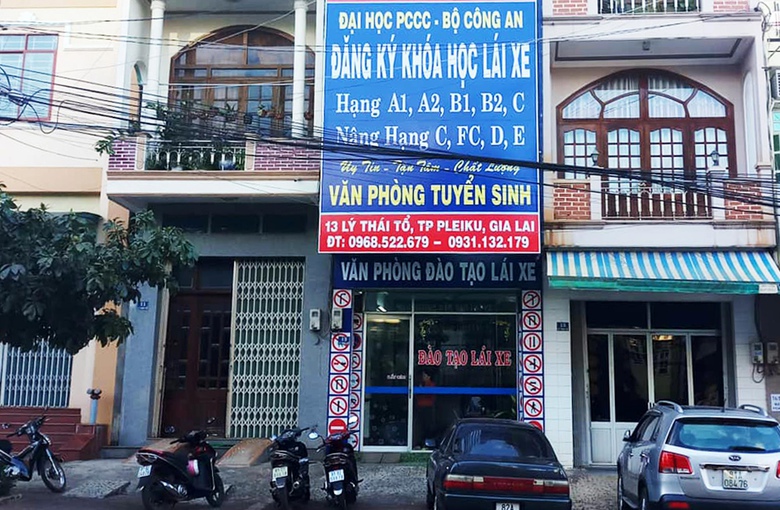 ĐẠI HỌC PCCC - BỘ CÔNG AN
ĐĂNG KÝ KHÓA HỌC LÁI XE
Hạng A1, A2, B1, B2, C
Nâng Hạng C, FC, D, E
Uy Tín - Tận Tâm - Chất Lượng
VĂN PHÒNG TUYỂN SINH
13 LÝ THÁI TỔ, TP PLEIKU, GIA LAI
ĐT: 0968.522.679 - 0931.132.179
VĂN PHÒNG ĐÀO TẠO LÁI XE
ĐÀO TẠO LÁI XE
81A
08476